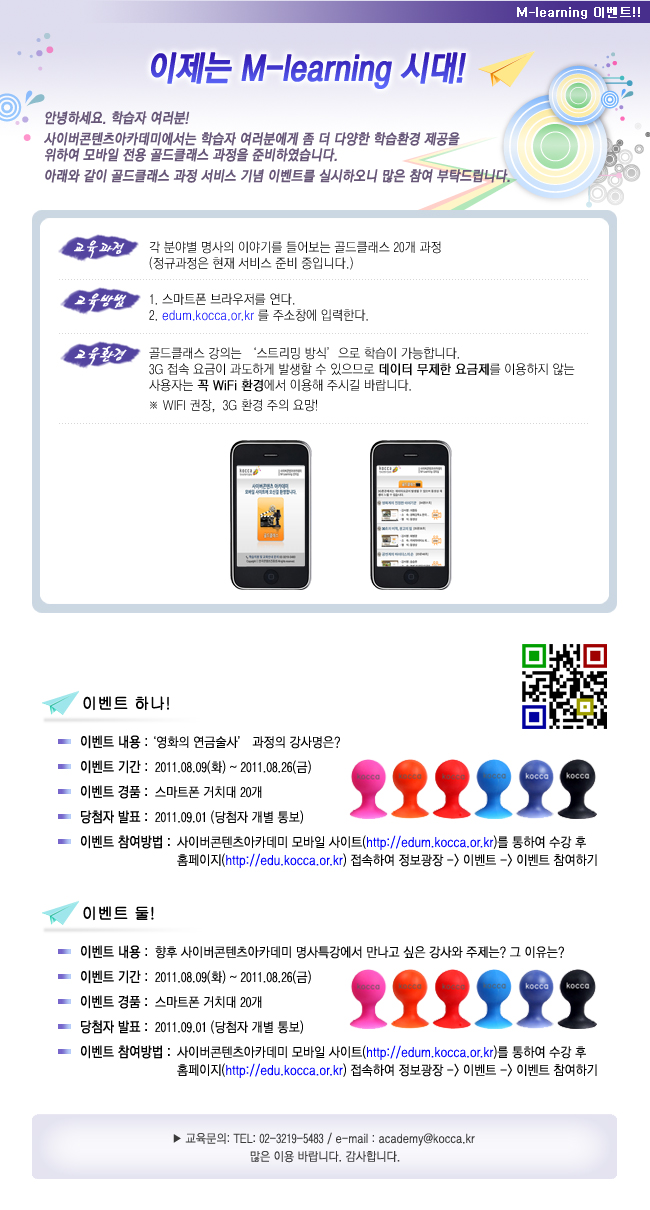 M-learning 이벤트!!
이제는 M-learning 시대!
안녕하세요. 학습자 여러분!
사이버콘텐츠아카데미에서는 학습자 여러분에게 좀 더 다양한 학습환경 제공을
위하여 모바일 전용 골드클래스 과정을 준비하였습니다.
아래와 같이 골드클래스 과정 서비스 기념 이벤트를 실시하오니 많은 참여 부탁드립니다.
교육과정
각 분야별 명사의 이야기를 들어보는 골드클래스 20개 과정
(정규과정은 현재 서비스 준비 중입니다.)
교육방법
1. 스마트폰 브라우저를 연다.
2. edum.kocca.or.kr 를 주소창에 입력한다.
교육환경
골드클래스 강의는 ‘스트리밍 방식’으로 학습이 가능합니다.
3G 접속 요금이 과도하게 발생할 수 있으므로 데이터 무제한 요금제를 이용하지 않는
사용자는 꼭 WiFi 환경에서 이용해 주시길 바랍니다.
※ WIFI 권장, 3G 환경 주의 요망!
kocca
사이버콘텐츠 아카데미
모바일 사이트에 오신걸 환영합니다.
kocca
이벤트 하나!
이벤트 내용 : ‘영화의 연금술사’ 과정의 강사명은?
이벤트 기간 : 2011.08.09(화) ~ 2011.08.26(금)
이벤트 경품 : 스마트폰 거치대 20개
당첨자 발표 : 2011.09.01 (당첨자 개별 통보)
kocca kocca kocca kocca kocca kocca
이벤트 참여방법 : 사이버콘텐츠아카데미 모바일 사이트(http://edum.kocca.or.kr)를 통하여 수강 후
홈페이지(http://edu.kocca.or.kr) 접속하여 정보광장 -> 이벤트 -> 이벤트 참여하기
이벤트 둘!
이벤트 내용 : 향후 사이버콘텐츠아카데미 명사특강에서 만나고 싶은 강사와 주제는? 그 이유는?
이벤트 기간 : 2011.08.09(화) ~ 2011.08.26(금)
이벤트 경품 : 스마트폰 거치대 20개
당첨자 발표 : 2011.09.01 (당첨자 개별 통보)
kocca kocca kocca kocca kocca kocca
이벤트 참여방법 : 사이버콘텐츠아카데미 모바일 사이트(http://edum.kocca.or.kr)를 통하여 수강 후
홈페이지(http://edu.kocca.or.kr) 접속하여 정보광장 -> 이벤트 -> 이벤트 참여하기
▶ 교육문의: TEL: 02-3219-5483 / e-mail : academy@kocca.kr
많은 이용 바랍니다. 감사합니다.